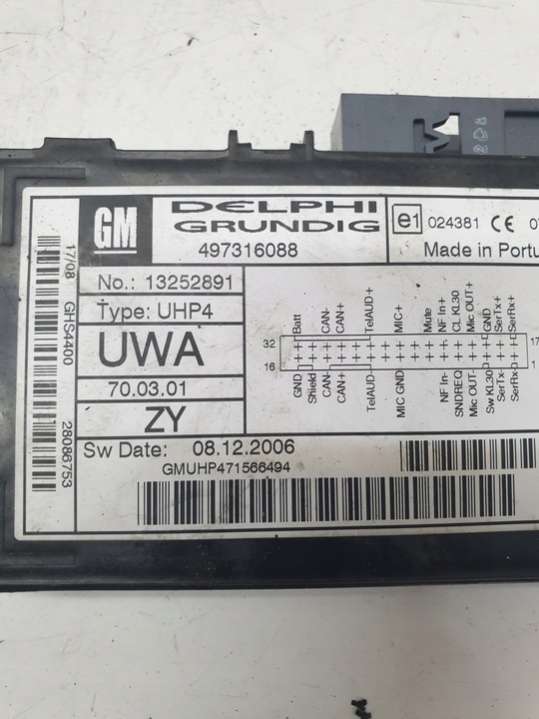 GM
DELPHI
GRUNDIG
497316088
e1 024381 CE
Made in Portu
17/08 GHS4400 28086753
No.: 13252891
Type: UHP4
UWA
70.03.01
ZY
Sw Date: 08.12.2006
GMUHP471566494
Batt CAN- CAN+ CAN+ TelAUD+ MIC+ Mute NF In+ CL KL30 Mic OUT+ GND SerTx+ SerRx+
32 17
16 1
GND Shield CAN- CAN+ TelAUD- MIC GND NF In- SNDREQ Mic OUT- Sw KL30 SerTx- SerRx-